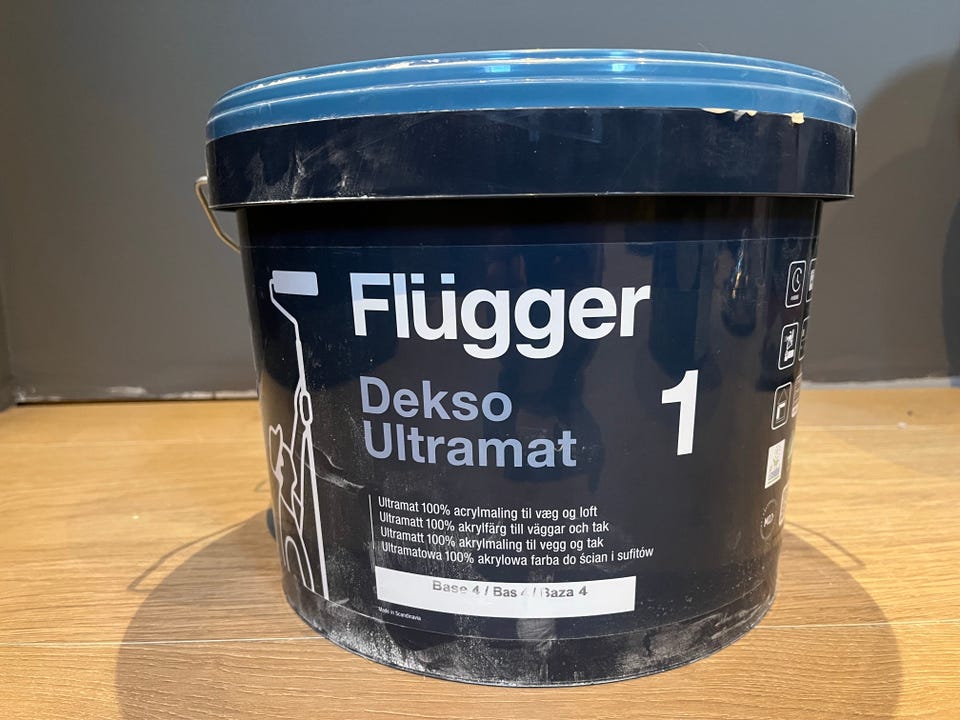 Flügger
Dekso
Ultramat
1
Ultramat 100% acrylmaling til væg og loft
Ultramatt 100% akrylfärg till väggar och tak
Ultramatt 100% akrylmaling til vegg og tak
Ultramatowa 100% akrylowa farba do ścian i sufitów
Base 4 / Bas 4 / Baza 4
Made in Scandinavia